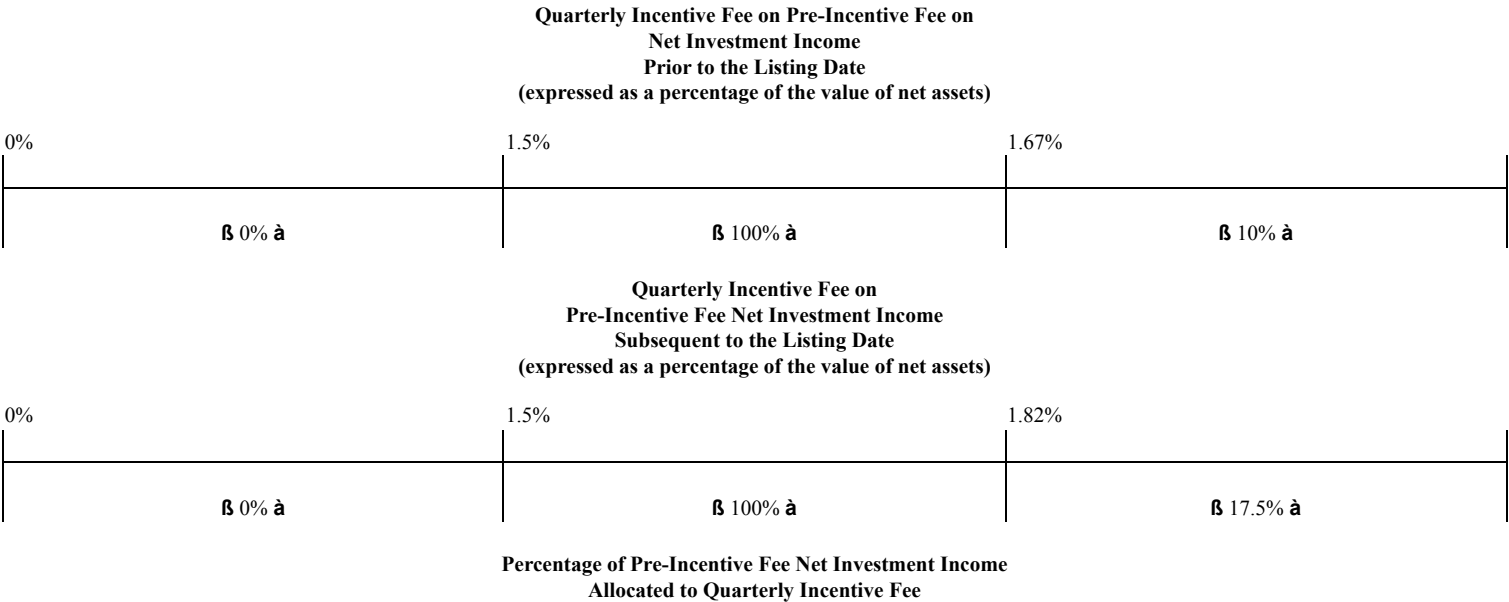 Quarterly Incentive Fee on Pre-Incentive Fee on
Net Investment Income
Prior to the Listing Date
(expressed as a percentage of the value of net assets)
0% 1.5% 1.67%
ß 0% à ß 100% à ß 10% à
Quarterly Incentive Fee on
Pre-Incentive Fee Net Investment Income
Subsequent to the Listing Date
(expressed as a percentage of the value of net assets)
0% 1.5% 1.82%
ß 0% à ß 100% à ß 17.5% à
Percentage of Pre-Incentive Fee Net Investment Income
Allocated to Quarterly Incentive Fee